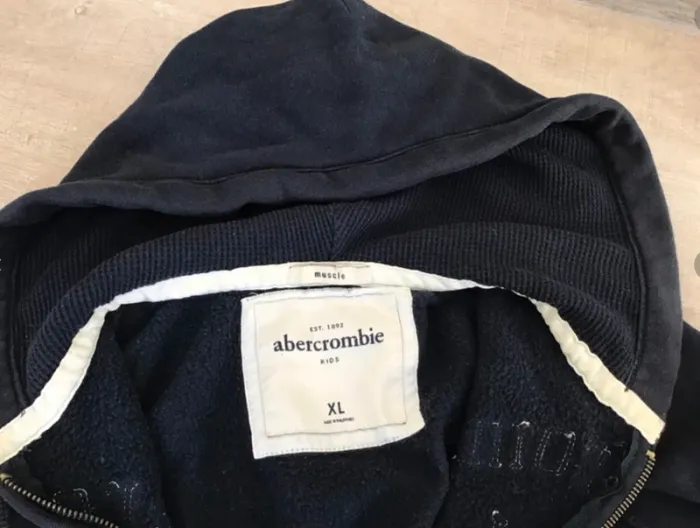 muscle
EST. 1892
abercrombie
KIDS
XL